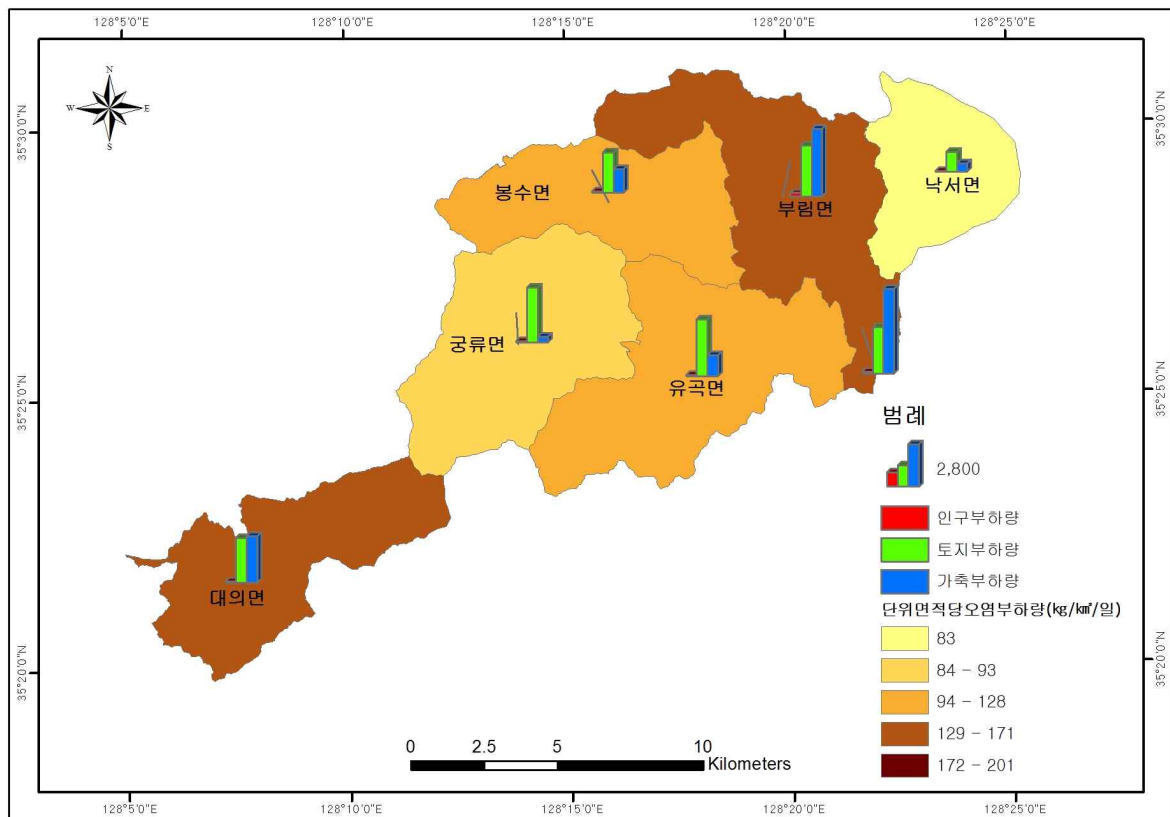 128°5'0"E 128°10'0"E 128°15'0"E 128°20'0"E 128°25'0"E
N
W E
S
35°30'0"N 35°30'0"N
봉수면 부림면 낙서면
궁류면 유곡면
35°25'0"N 35°25'0"N
범례
2,800
인구부하량
토지부하량
가축부하량
단위면적당오염부하량(kg/㎢/일)
83
84 - 93
94 - 128
129 - 171
172 - 201
대의면
35°20'0"N 35°20'0"N
0 2.5 5 10
Kilometers
128°5'0"E 128°10'0"E 128°15'0"E 128°20'0"E 128°25'0"E